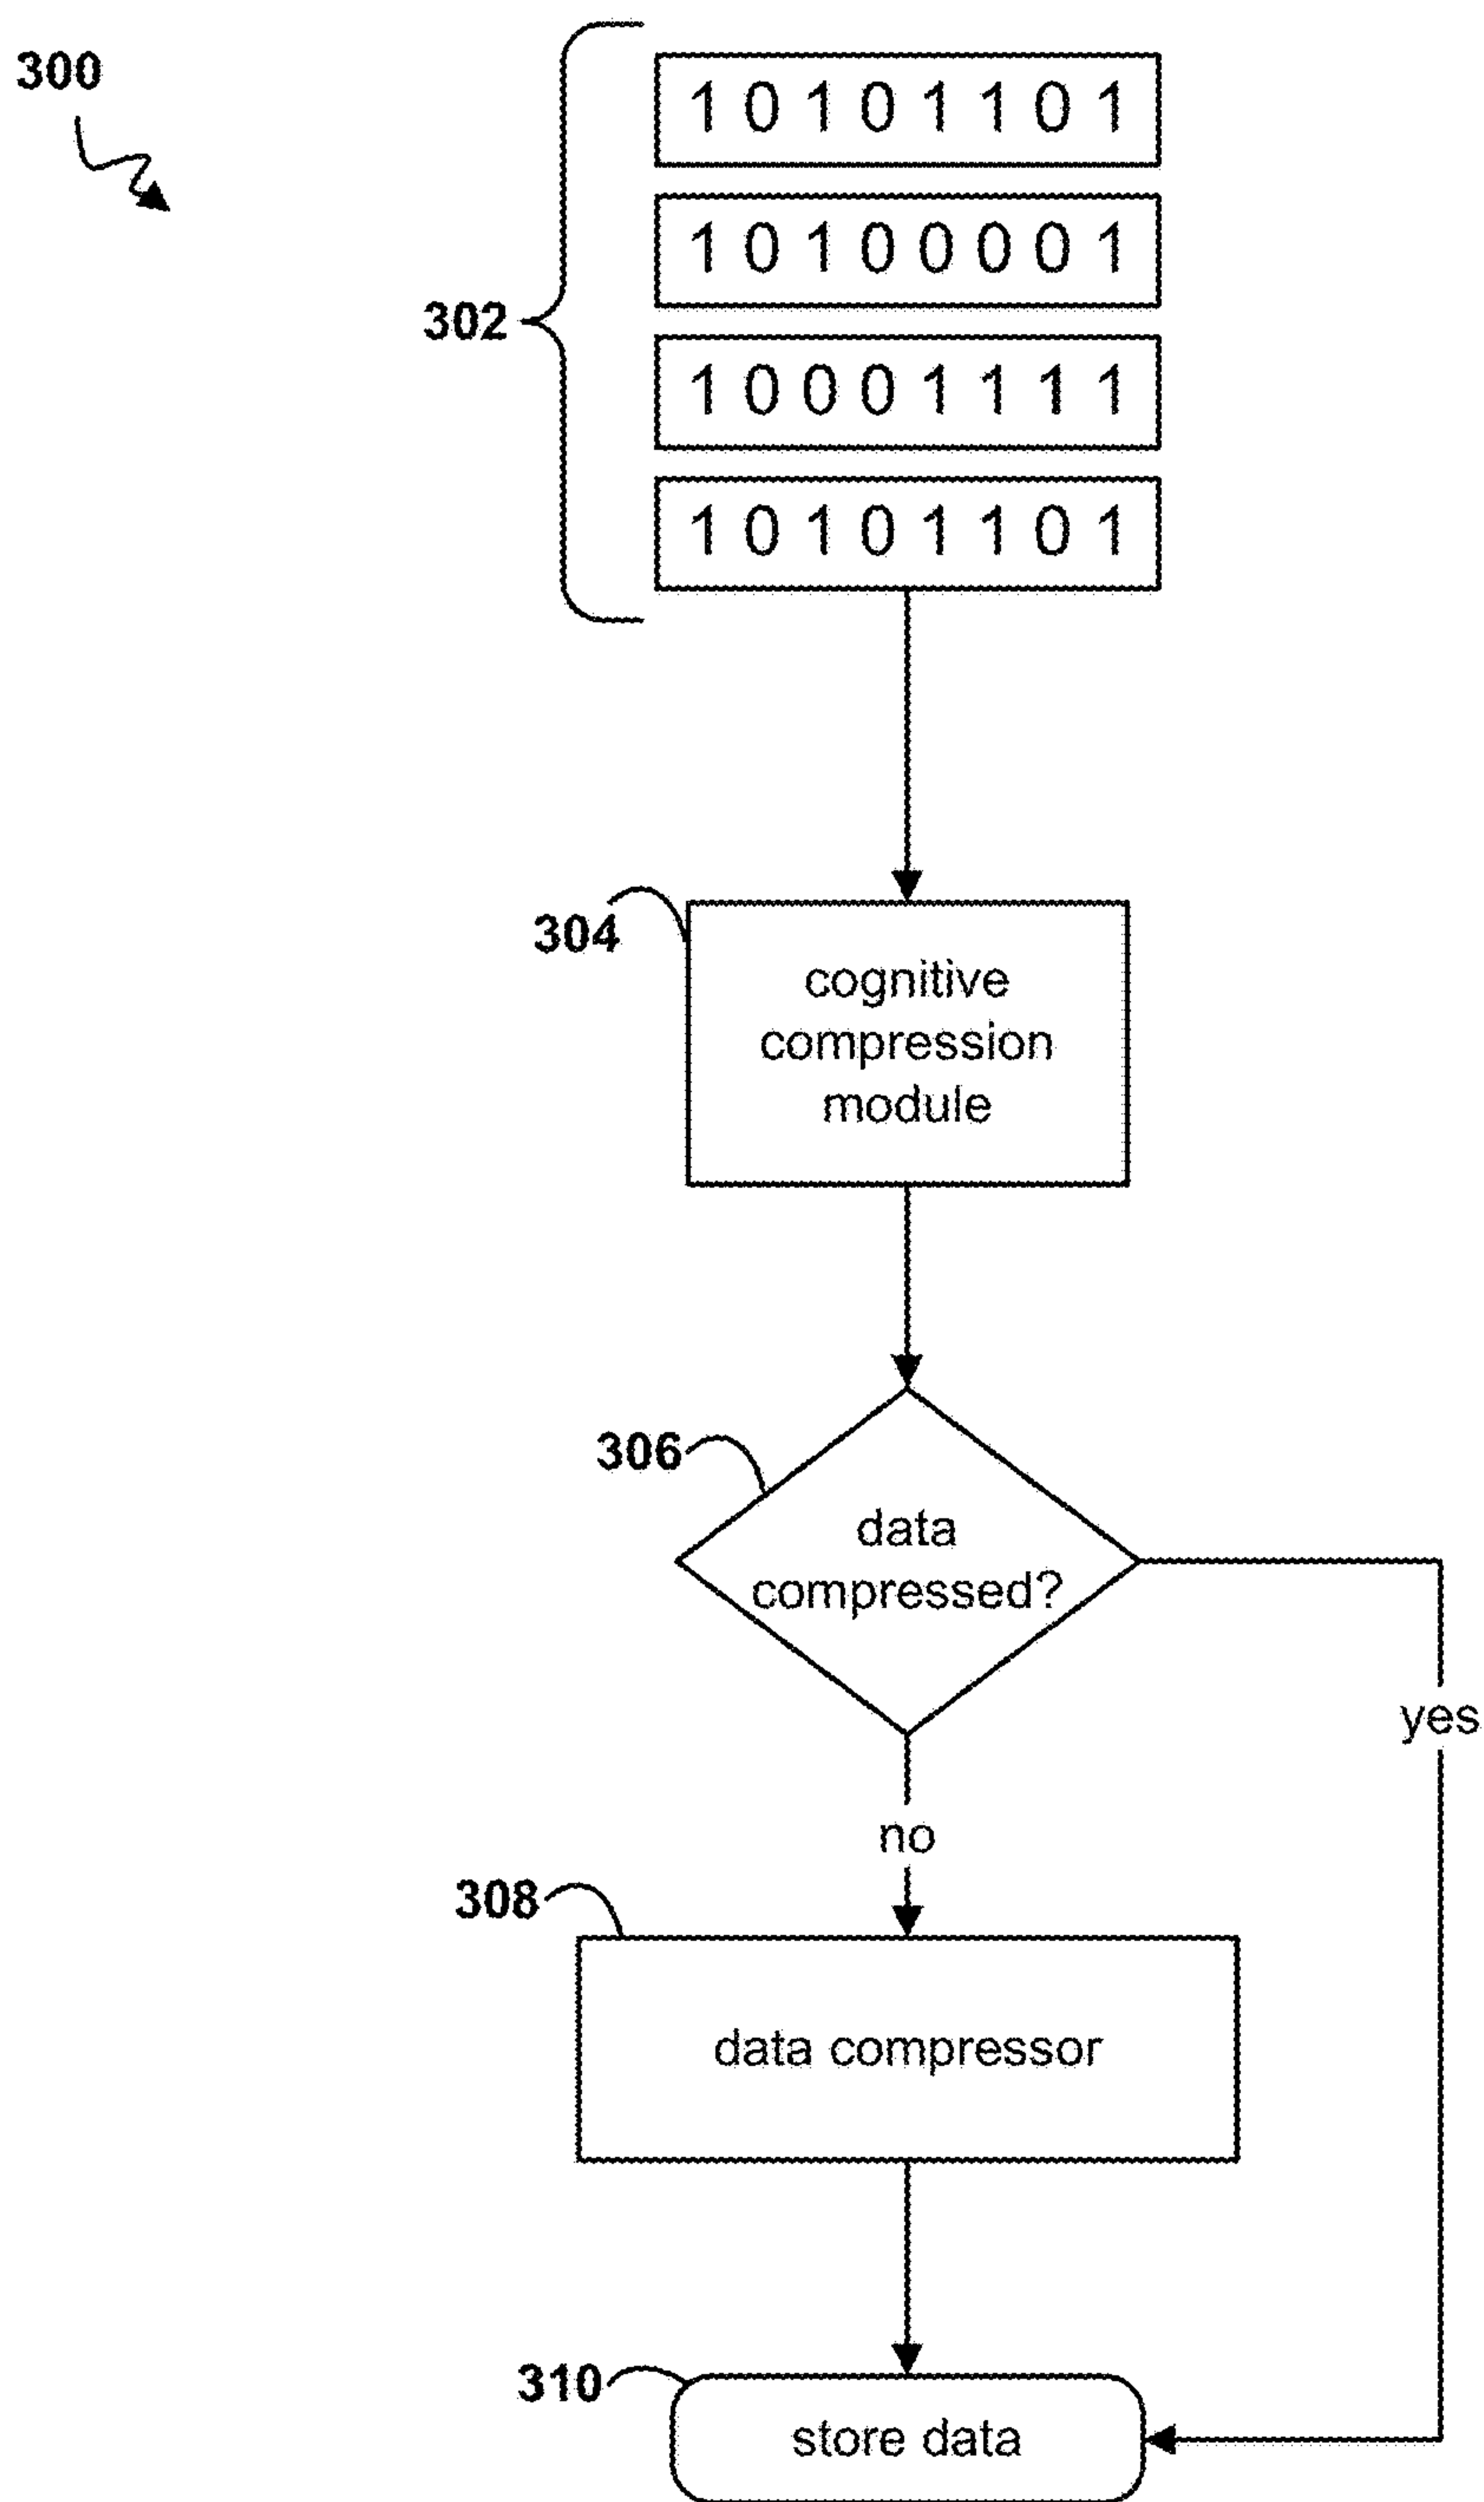 300
1 0 1 0 1 1 0 1
1 0 1 0 0 0 0 1
302
1 0 0 0 1 1 1 1
1 0 1 0 1 1 0 1
304
cognitive
compression
module
306
data
compressed?
yes
no
308
data compressor
310
store data